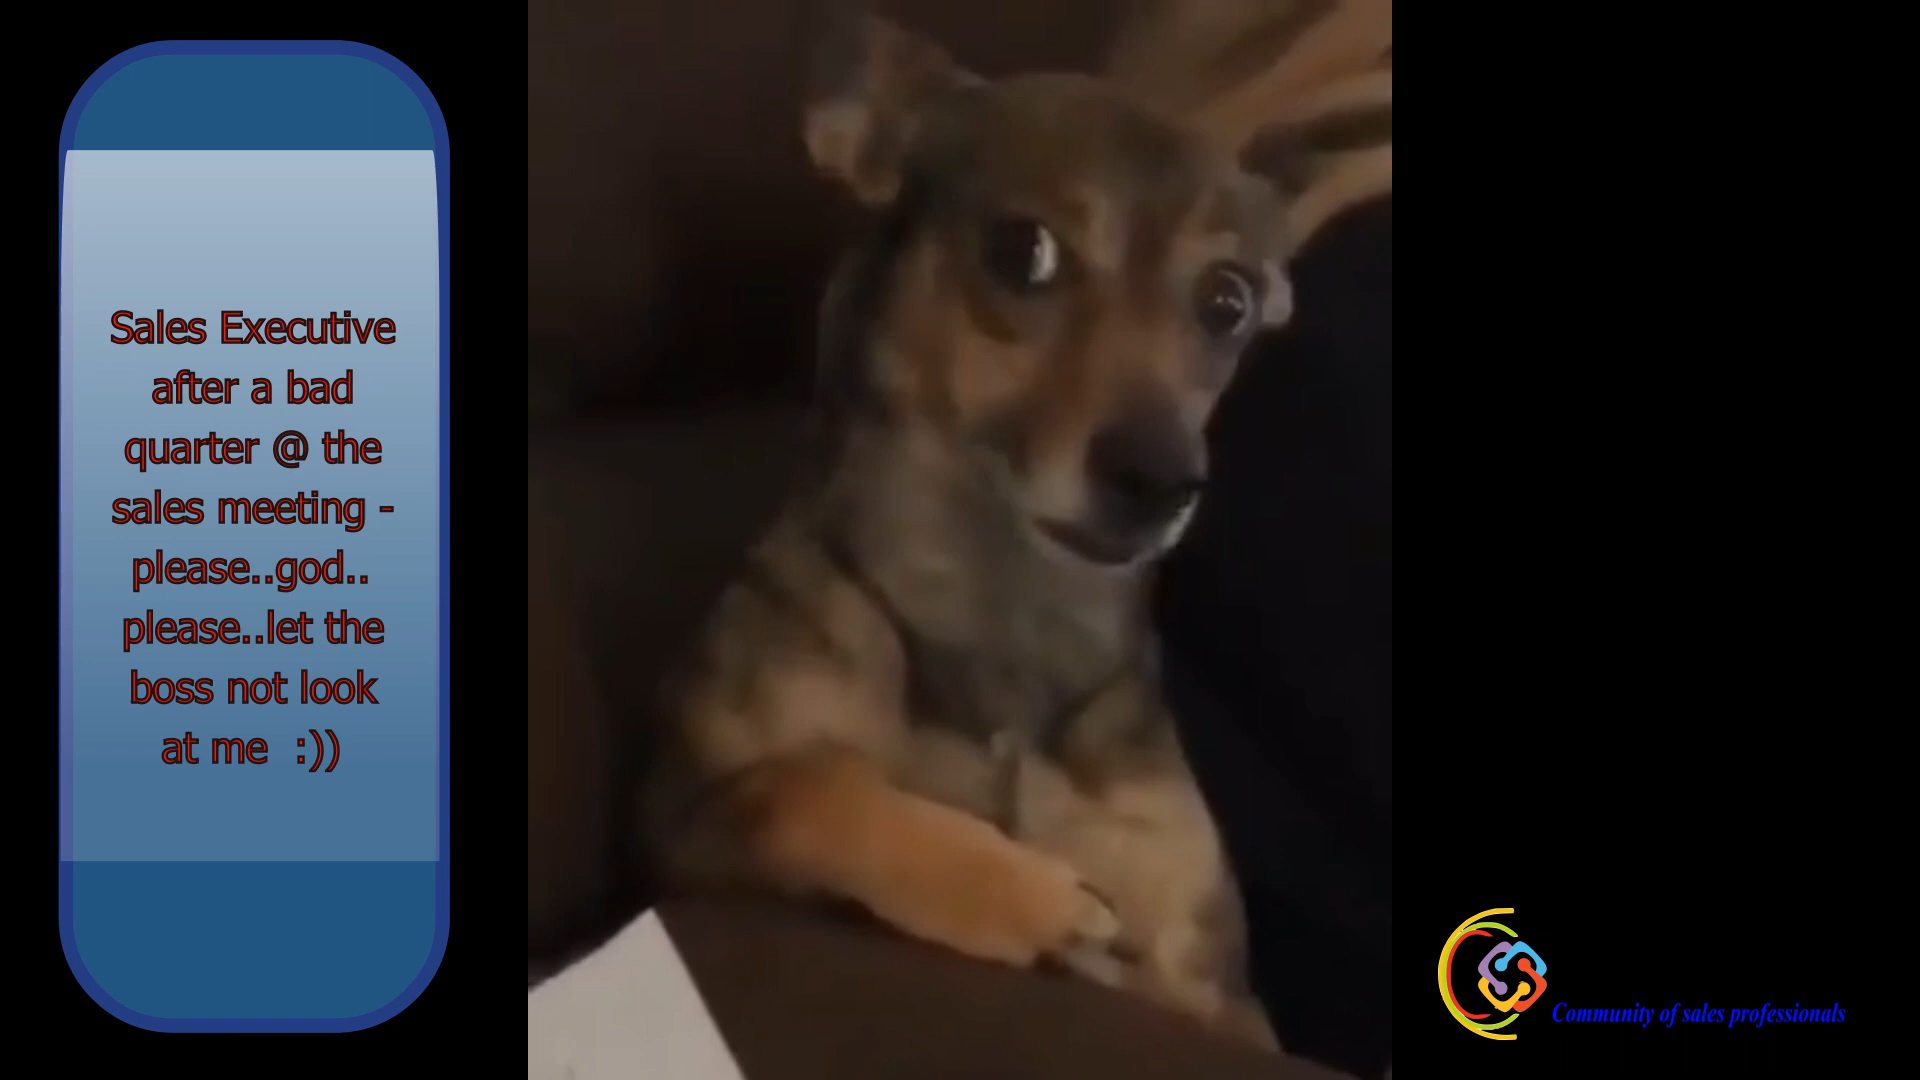 Sales Executive
after a bad
quarter @ the
sales meeting -
please..god..
please..let the
boss not look
at me  :))
Community of sales professionals